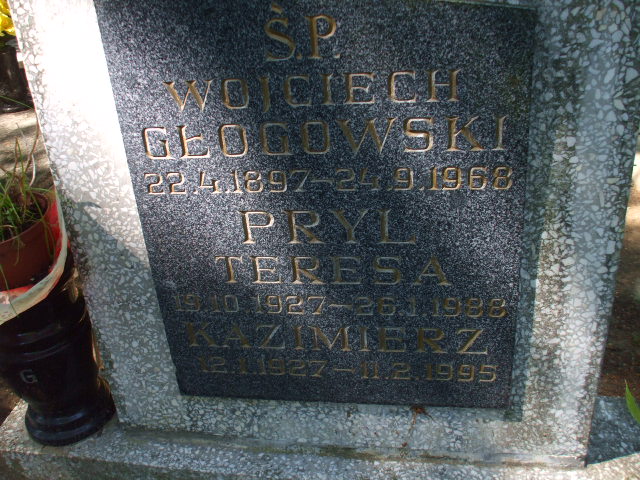 Ś.P.
WOJCIECH
GŁOGOWSKI
22.4.1897-24.9.1968
PRYL
TERESA
19.10.1927-26.1.1988
KAZIMIERZ
12.1.1927-11.2.1995
G